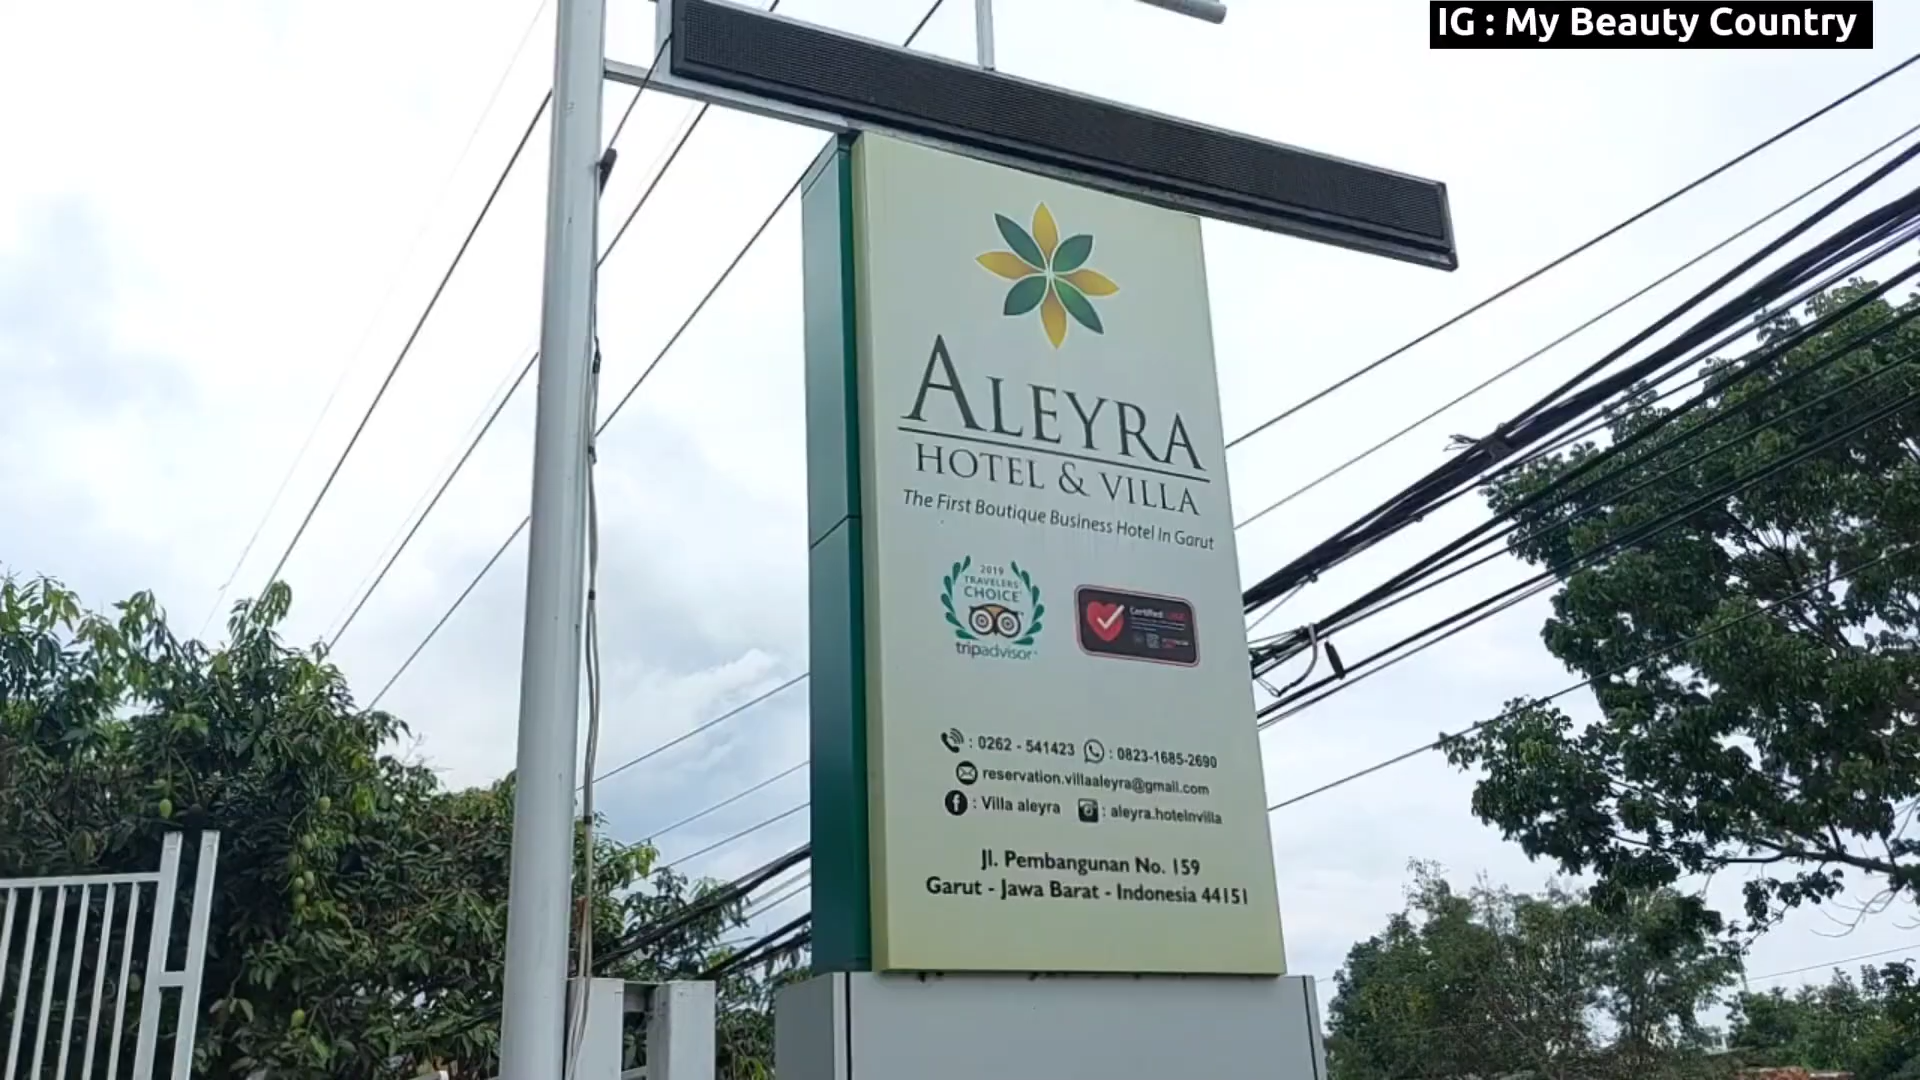 IG : My Beauty Country
ALEYRA
HOTEL & VILLA
The First Boutique Business Hotel In Garut
2019
TRAVELERS'
CHOICE
tripadvisor
Certified
: 0262 - 541423 : 0823-1685-2690
reservation.villaaleyra@gmail.com
: Villa aleyra : aleyra.hotelnvilla
Jl. Pembangunan No. 159
Garut - Jawa Barat - Indonesia 44151